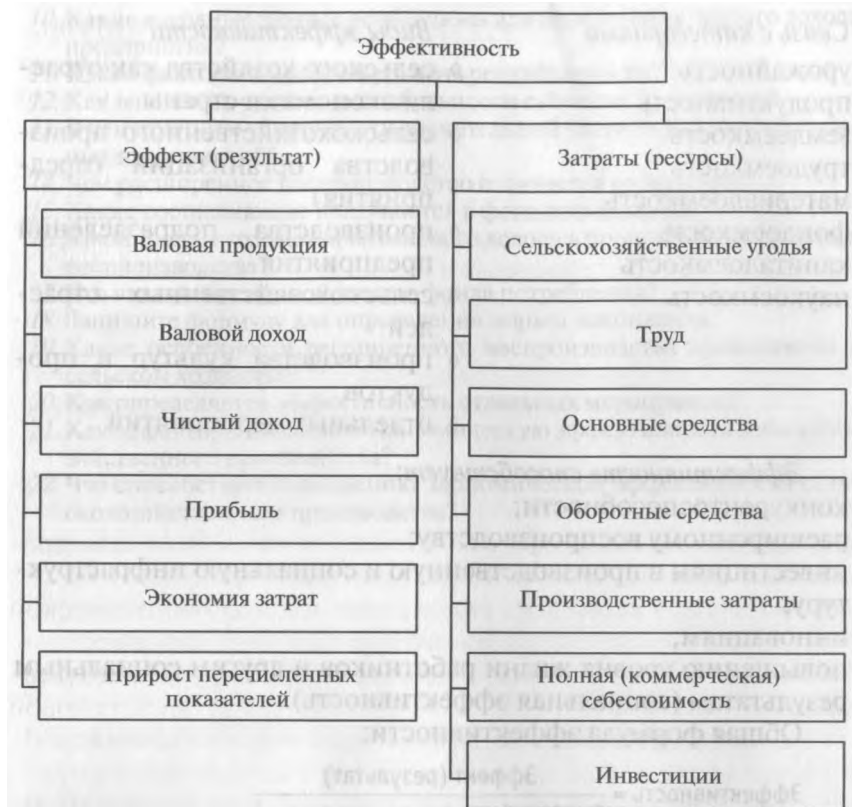 Эффективность
Эффект (результат)
Валовая продукция
Валовой доход
Чистый доход
Прибыль
Экономия затрат
Прирост перечисленных
показателей
Затраты (ресурсы)
Сельскохозяйственные угодья
Труд
Основные средства
Оборотные средства
Производственные затраты
Полная (коммерческая)
себестоимость
Инвестиции